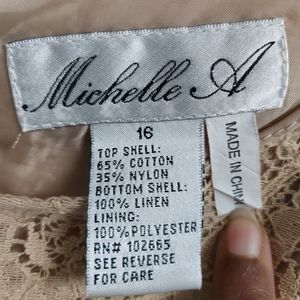 Michelle A
16
TOP SHELL:
65% COTTON
35% NYLON
BOTTOM SHELL:
100% LINEN
LINING:
100%POLYESTER
RN# 102665
SEE REVERSE
FOR CARE
MADE IN CHINA